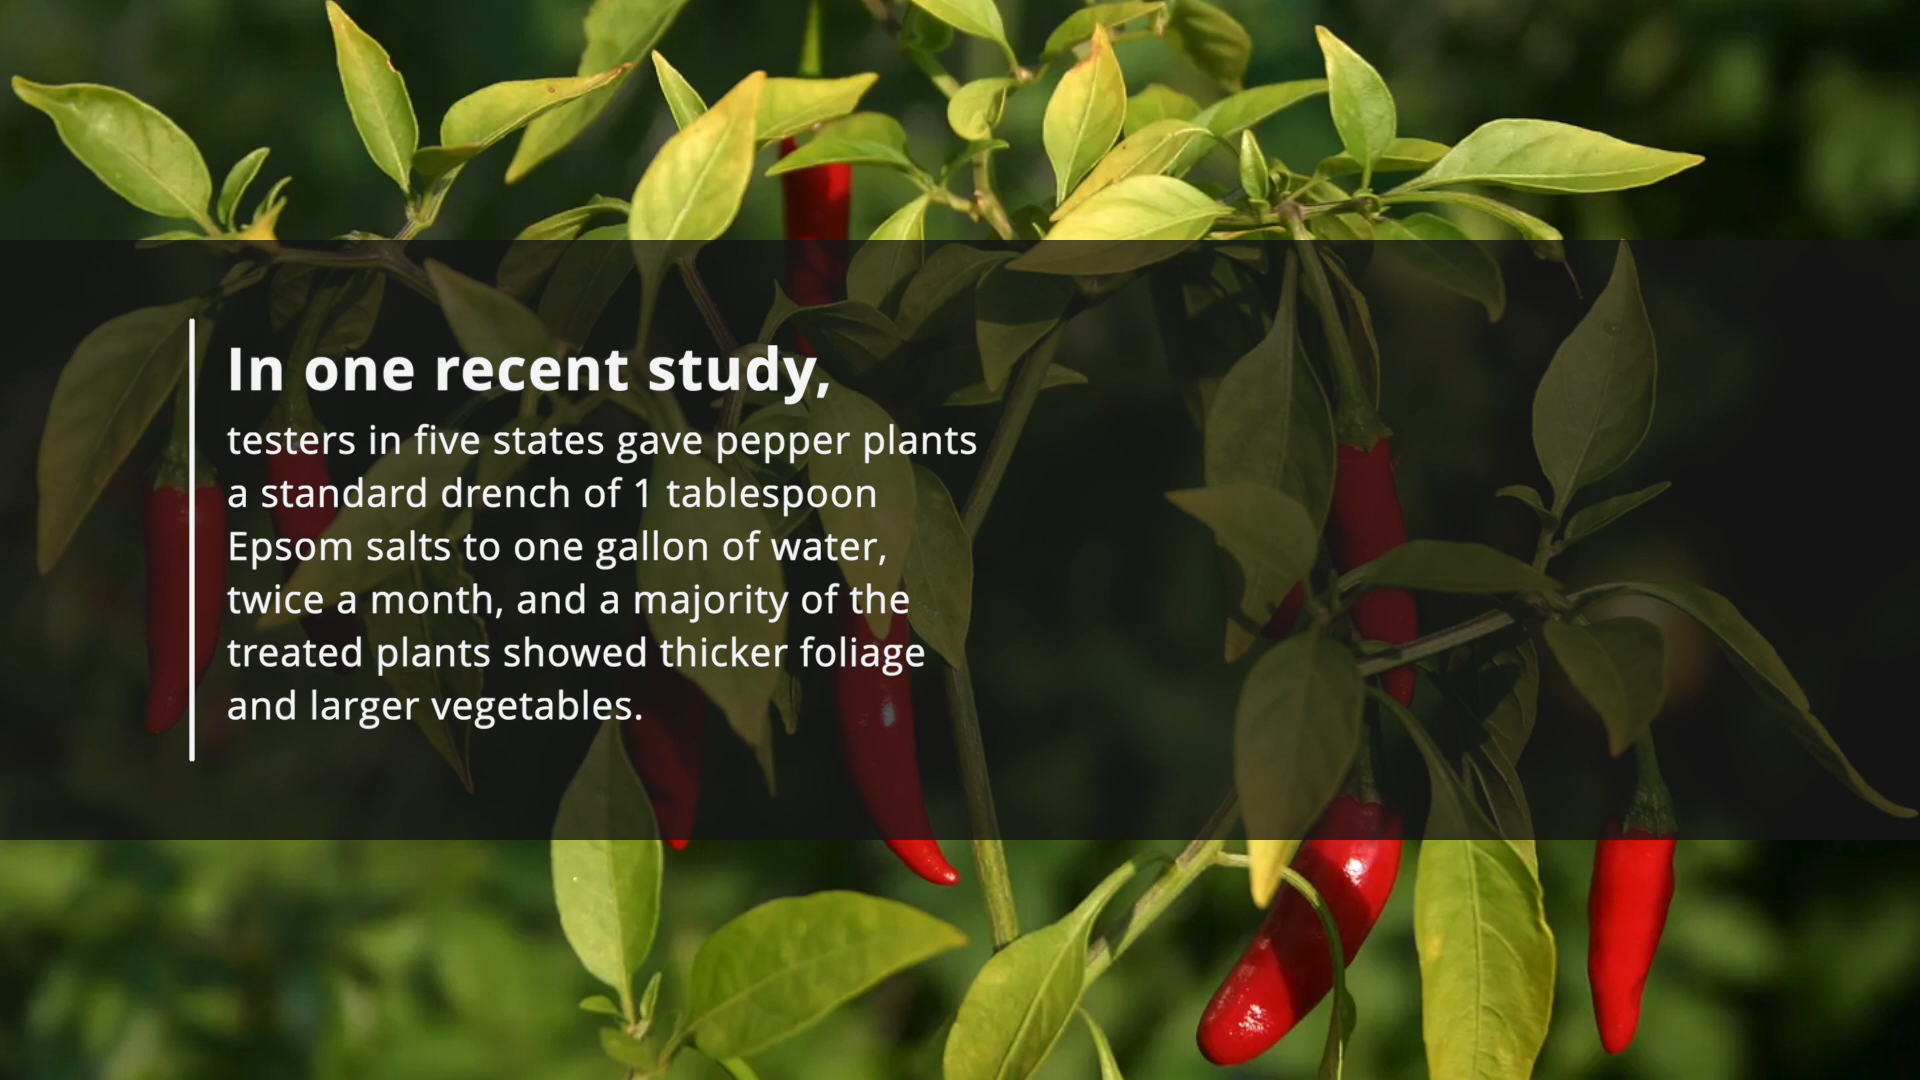 In one recent study,
testers in five states gave pepper plants
a standard drench of 1 tablespoon
Epsom salts to one gallon of water,
twice a month, and a majority of the
treated plants showed thicker foliage
and larger vegetables.